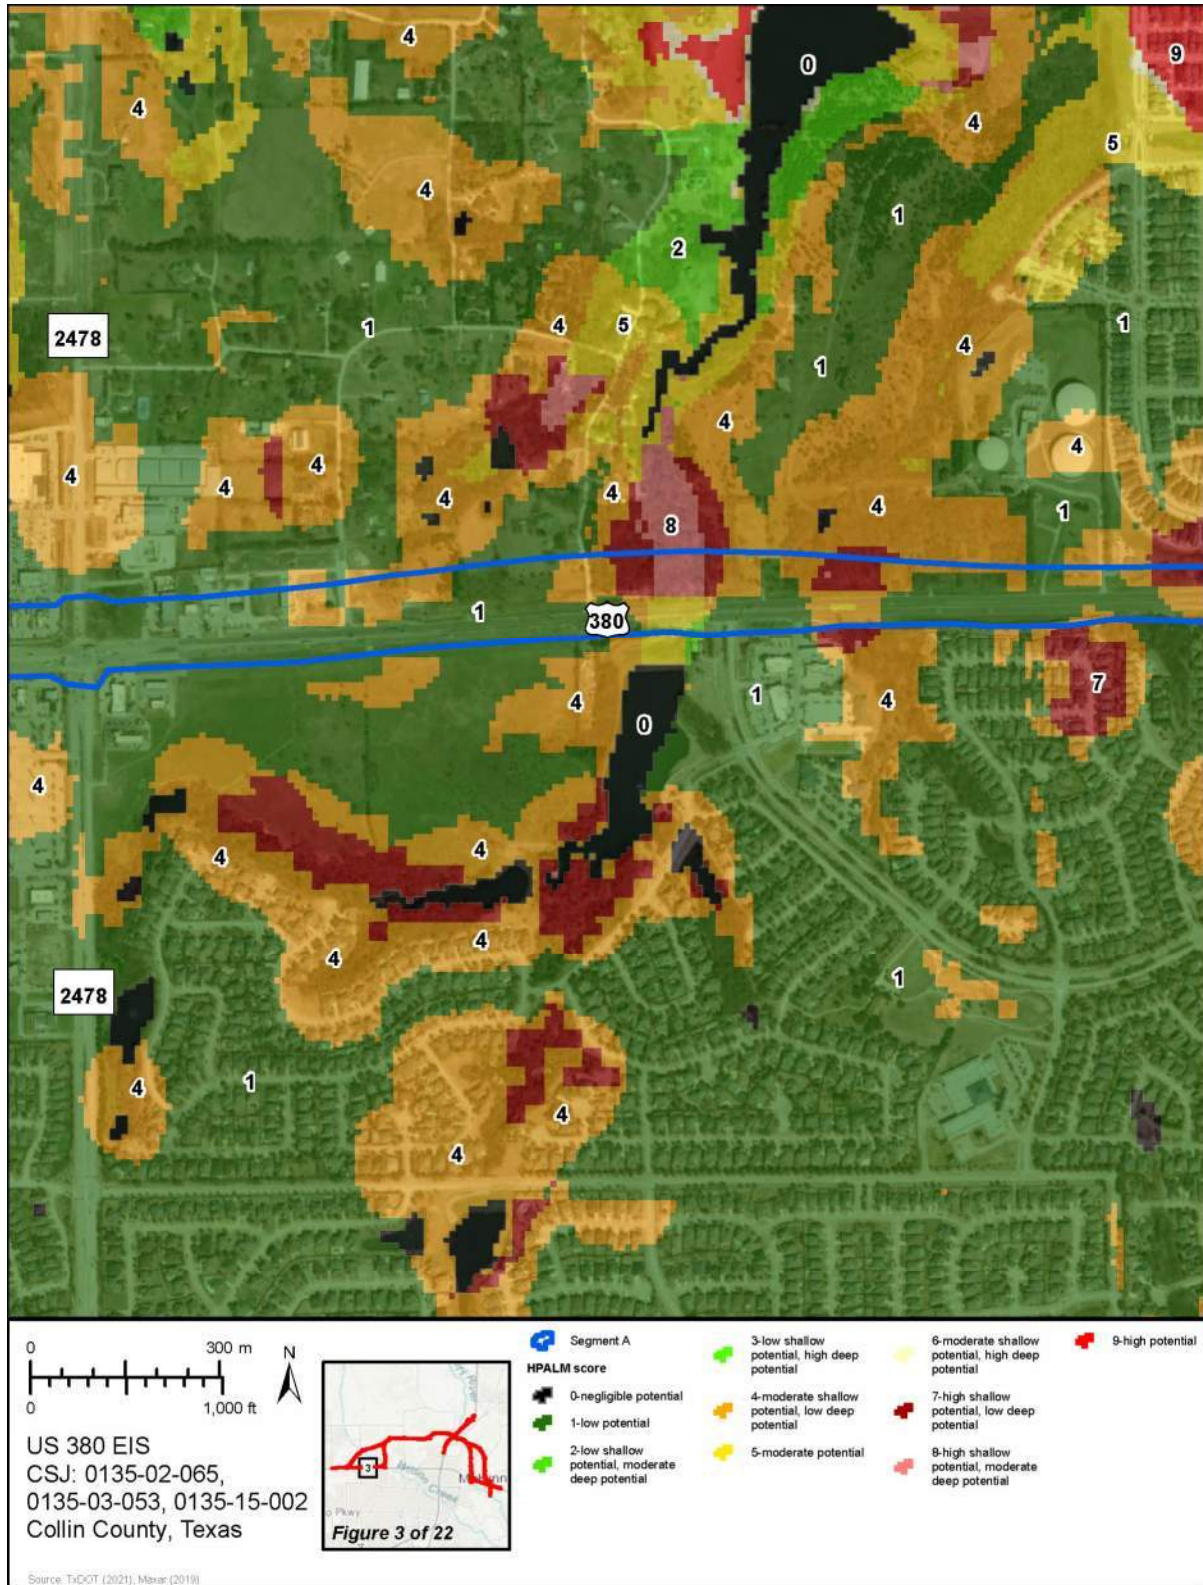 4
0
9
4
4
5
4
1
2
2478
1
4
5
1
1
4
4
4
4
4
4
4
4
4
1
8
1
380
1
4
4
7
0
4
4
4
4
4
1
2478
4
1
4
4
0 300 m
0 1,000 ft
N
US 380 EIS
CSJ: 0135-02-065,
0135-03-053, 0135-15-002
Collin County, Texas
3
Figure 3 of 22
Segment A
HPALM score
0-negligible potential
1-low potential
2-low shallow
potential, moderate
deep potential
3-low shallow
potential, high deep
potential
4-moderate shallow
potential, low deep
potential
5-moderate potential
6-moderate shallow
potential, high deep
potential
7-high shallow
potential, low deep
potential
8-high shallow
potential, moderate
deep potential
9-high potential
Source: TxDOT (2021), Maxar (2019)